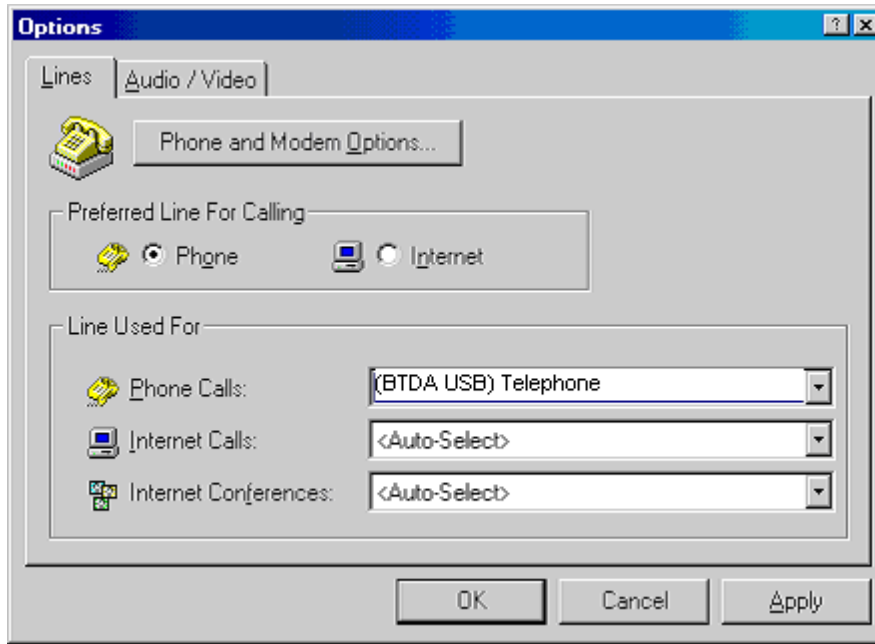 Options
Lines
Audio / Video
Phone and Modem Options...
Preferred Line For Calling
Phone
Internet
Line Used For
Phone Calls:
(BTDA USB) Telephone
Internet Calls:
<Auto-Select>
Internet Conferences:
<Auto-Select>
OK
Cancel
Apply